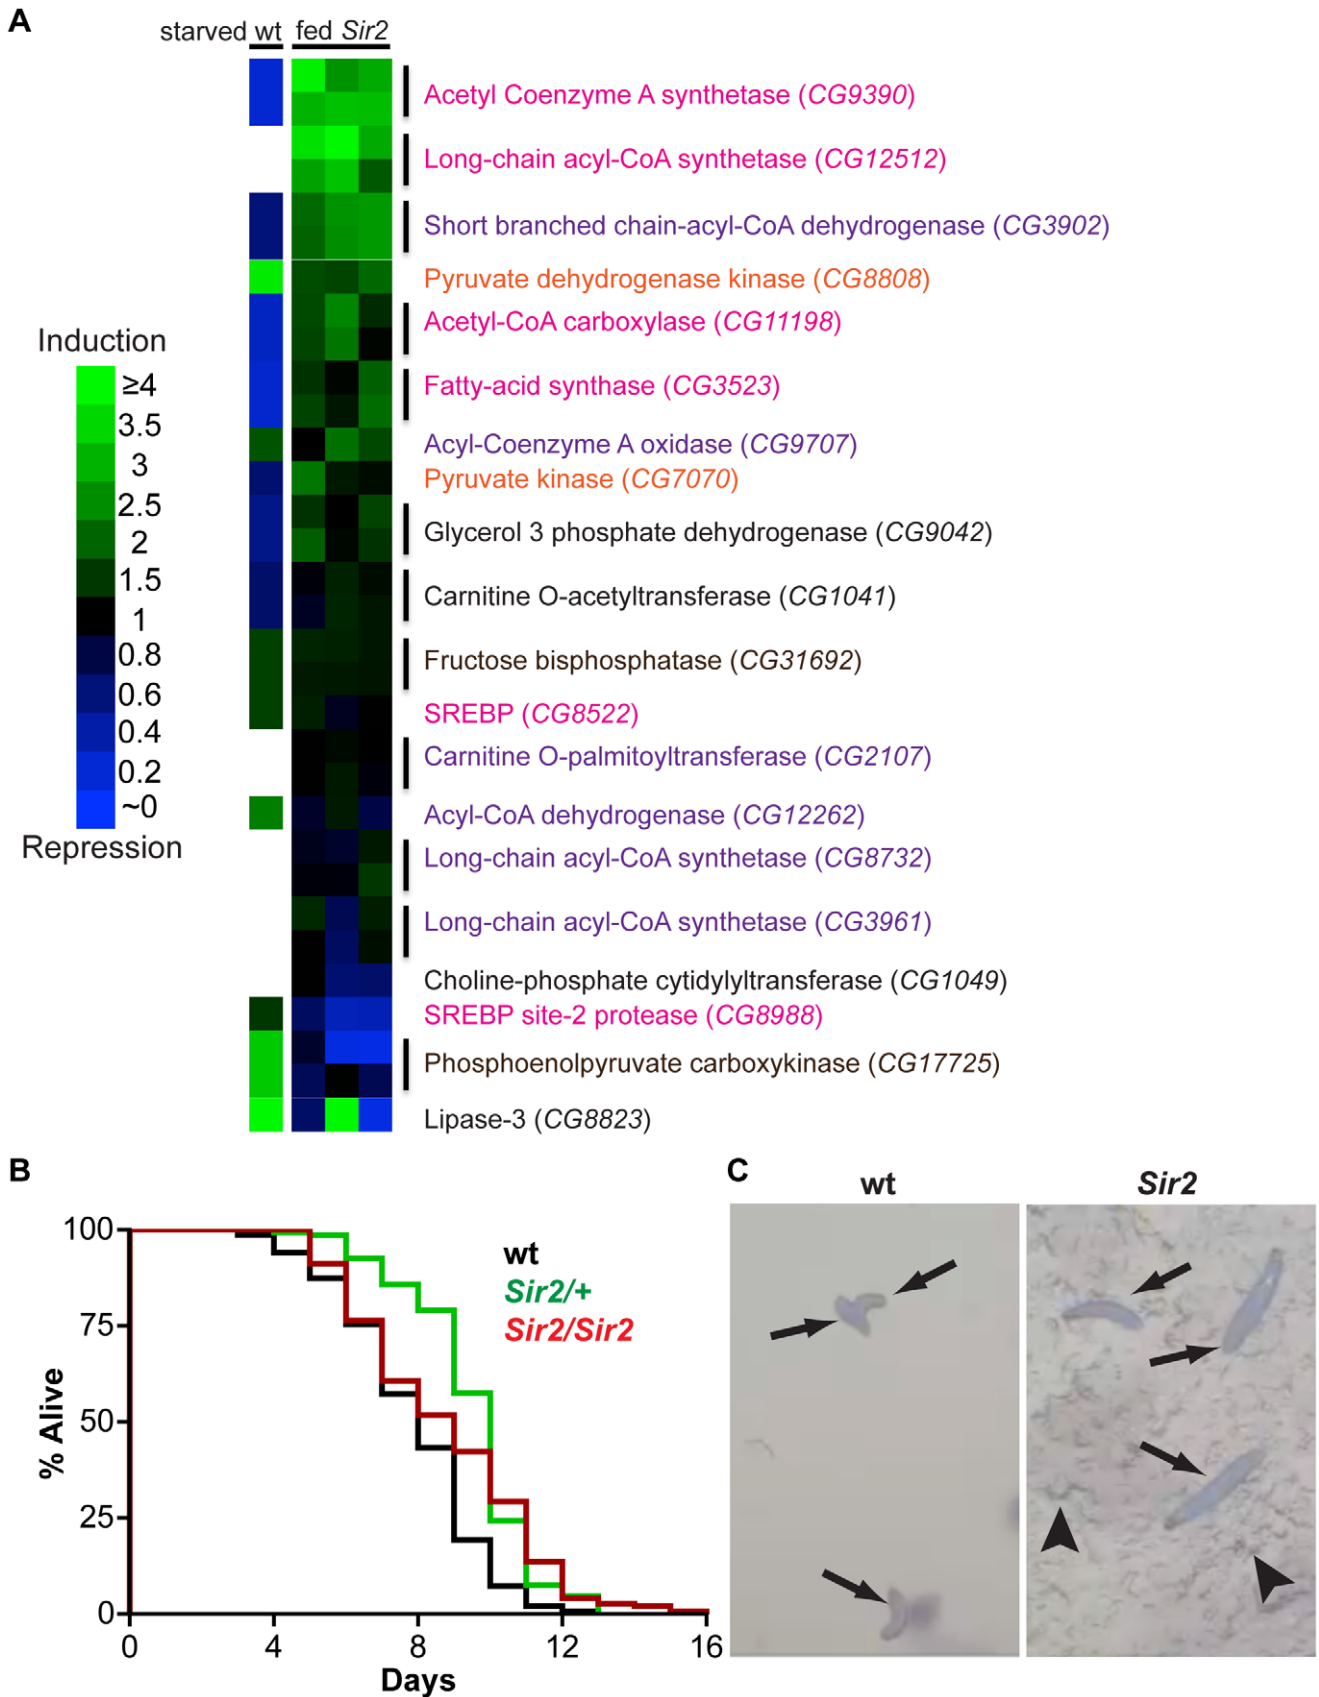 A
starved wt fed Sir2
Acetyl Coenzyme A synthetase (CG9390)
Long-chain acyl-CoA synthetase (CG12512)
Short branched chain-acyl-CoA dehydrogenase (CG3902)
Pyruvate dehydrogenase kinase (CG8808)
Acetyl-CoA carboxylase (CG11198)
Fatty-acid synthase (CG3523)
Acyl-Coenzyme A oxidase (CG9707)
Pyruvate kinase (CG7070)
Glycerol 3 phosphate dehydrogenase (CG9042)
Carnitine O-acetyltransferase (CG1041)
Fructose bisphosphatase (CG31692)
SREBP (CG8522)
Carnitine O-palmitoyltransferase (CG2107)
Acyl-CoA dehydrogenase (CG12262)
Long-chain acyl-CoA synthetase (CG8732)
Long-chain acyl-CoA synthetase (CG3961)
Choline-phosphate cytidylyltransferase (CG1049)
SREBP site-2 protease (CG8988)
Phosphoenolpyruvate carboxykinase (CG17725)
Lipase-3 (CG8823)
Induction
≥4
3.5
3
2.5
2
1.5
1
0.8
0.6
0.4
0.2
~0
Repression
B
100
75
50
25
0
% Alive
0 4 8 12 16
Days
wt
Sir2/+
Sir2/Sir2
C
wt Sir2